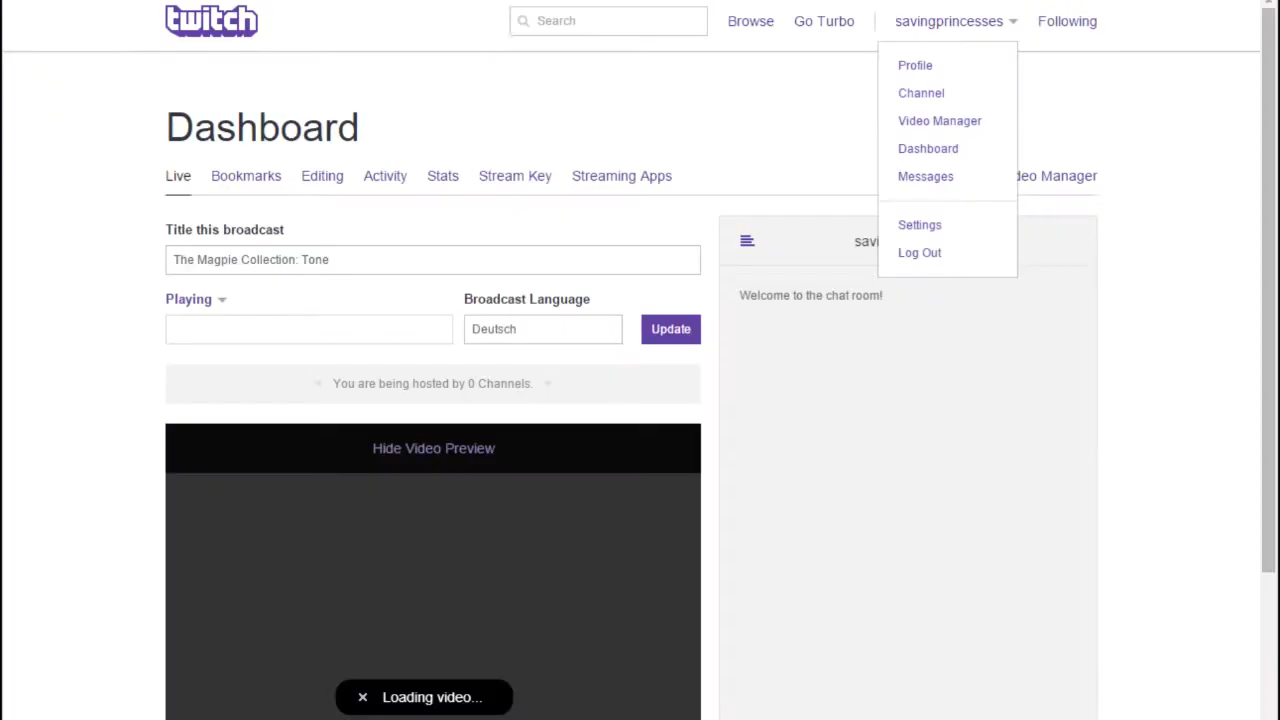 twitch
Search
Browse
Go Turbo
savingprincesses
Following
Profile
Channel
Video Manager
Dashboard
Messages
Settings
Log Out
Dashboard
Live
Bookmarks
Editing
Activity
Stats
Stream Key
Streaming Apps
deo Manager
Title this broadcast
The Magpie Collection: Tone
Playing
Broadcast Language
Deutsch
Update
You are being hosted by 0 Channels.
Hide Video Preview
Loading video...
savi
Welcome to the chat room!